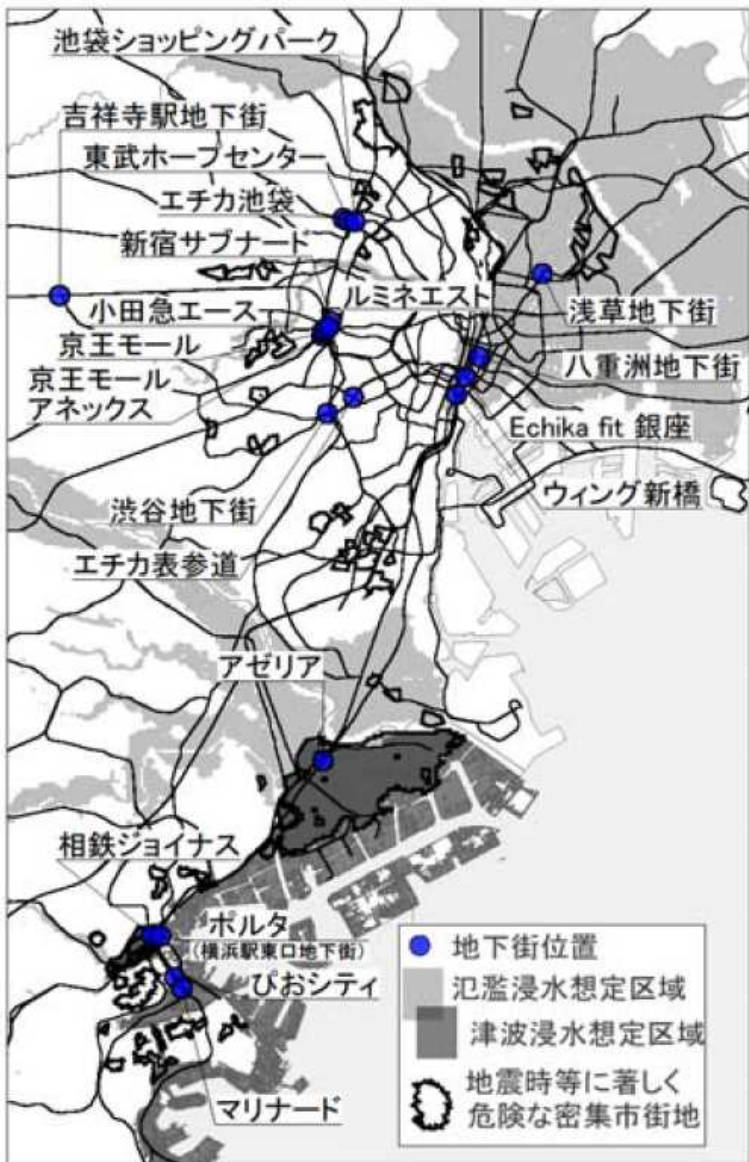 池袋ショッピングパーク
吉祥寺駅地下街
東武ホープセンター
エチカ池袋
新宿サブナード
ルミネエスト
小田急エース
浅草地下街
京王モール
八重洲地下街
京王モール
アネックス
Echika fit 銀座
ウィング新橋
渋谷地下街
エチカ表参道
アゼリア
相鉄ジョイナス
ポルタ
(横浜駅東口地下街)
ぴおシティ
マリナード
地下街位置
氾濫浸水想定区域
津波浸水想定区域
地震時等に著しく
危険な密集市街地